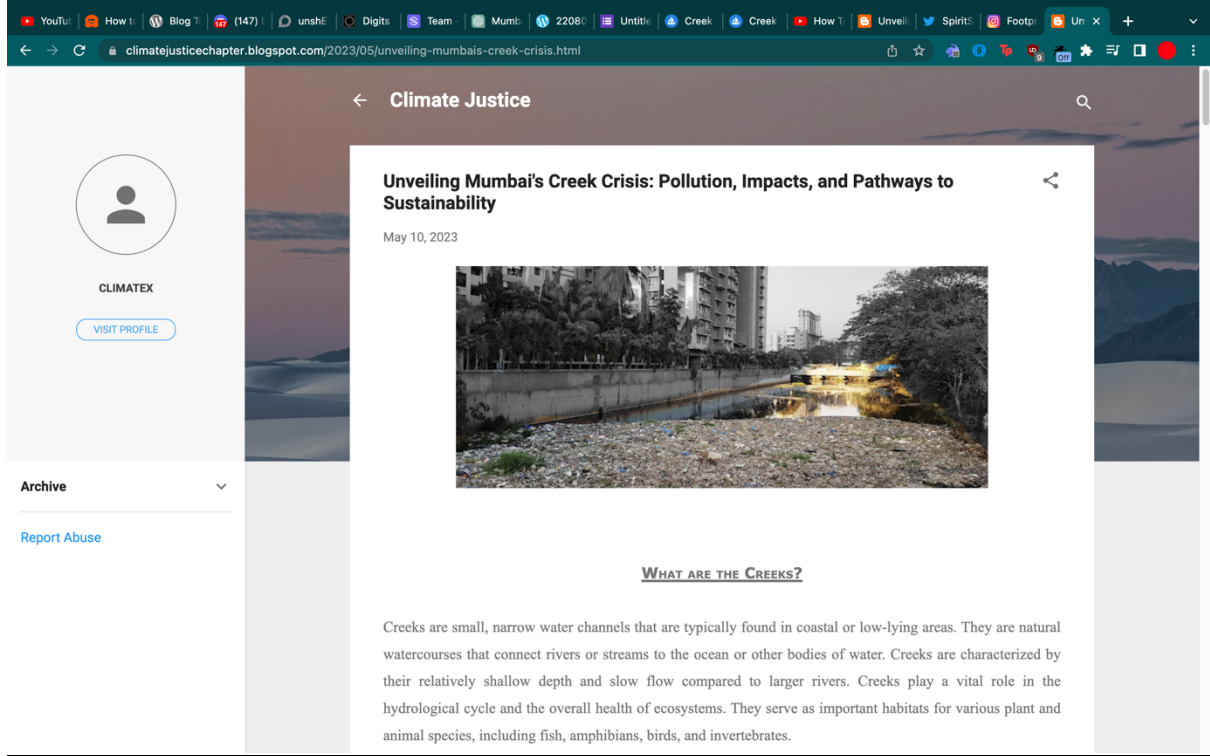 YouTub
How to
Blog T
147
(147) (
unshE
Digits
Team -
Mumb
22080
Untitle
Creek
Creek
How T
Unveil
SpiritS
Footpr
Un
climatejusticechapter.blogspot.com/2023/05/unveiling-mumbais-creek-crisis.html
Tp
9
Off
Climate Justice
CLIMATEX
VISIT PROFILE
Archive
Report Abuse
Unveiling Mumbai's Creek Crisis: Pollution, Impacts, and Pathways to
Sustainability
May 10, 2023
WHAT ARE THE CREEKS?
Creeks are small, narrow water channels that are typically found in coastal or low-lying areas. They are natural
watercourses that connect rivers or streams to the ocean or other bodies of water. Creeks are characterized by
their relatively shallow depth and slow flow compared to larger rivers. Creeks play a vital role in the
hydrological cycle and the overall health of ecosystems. They serve as important habitats for various plant and
animal species, including fish, amphibians, birds, and invertebrates.